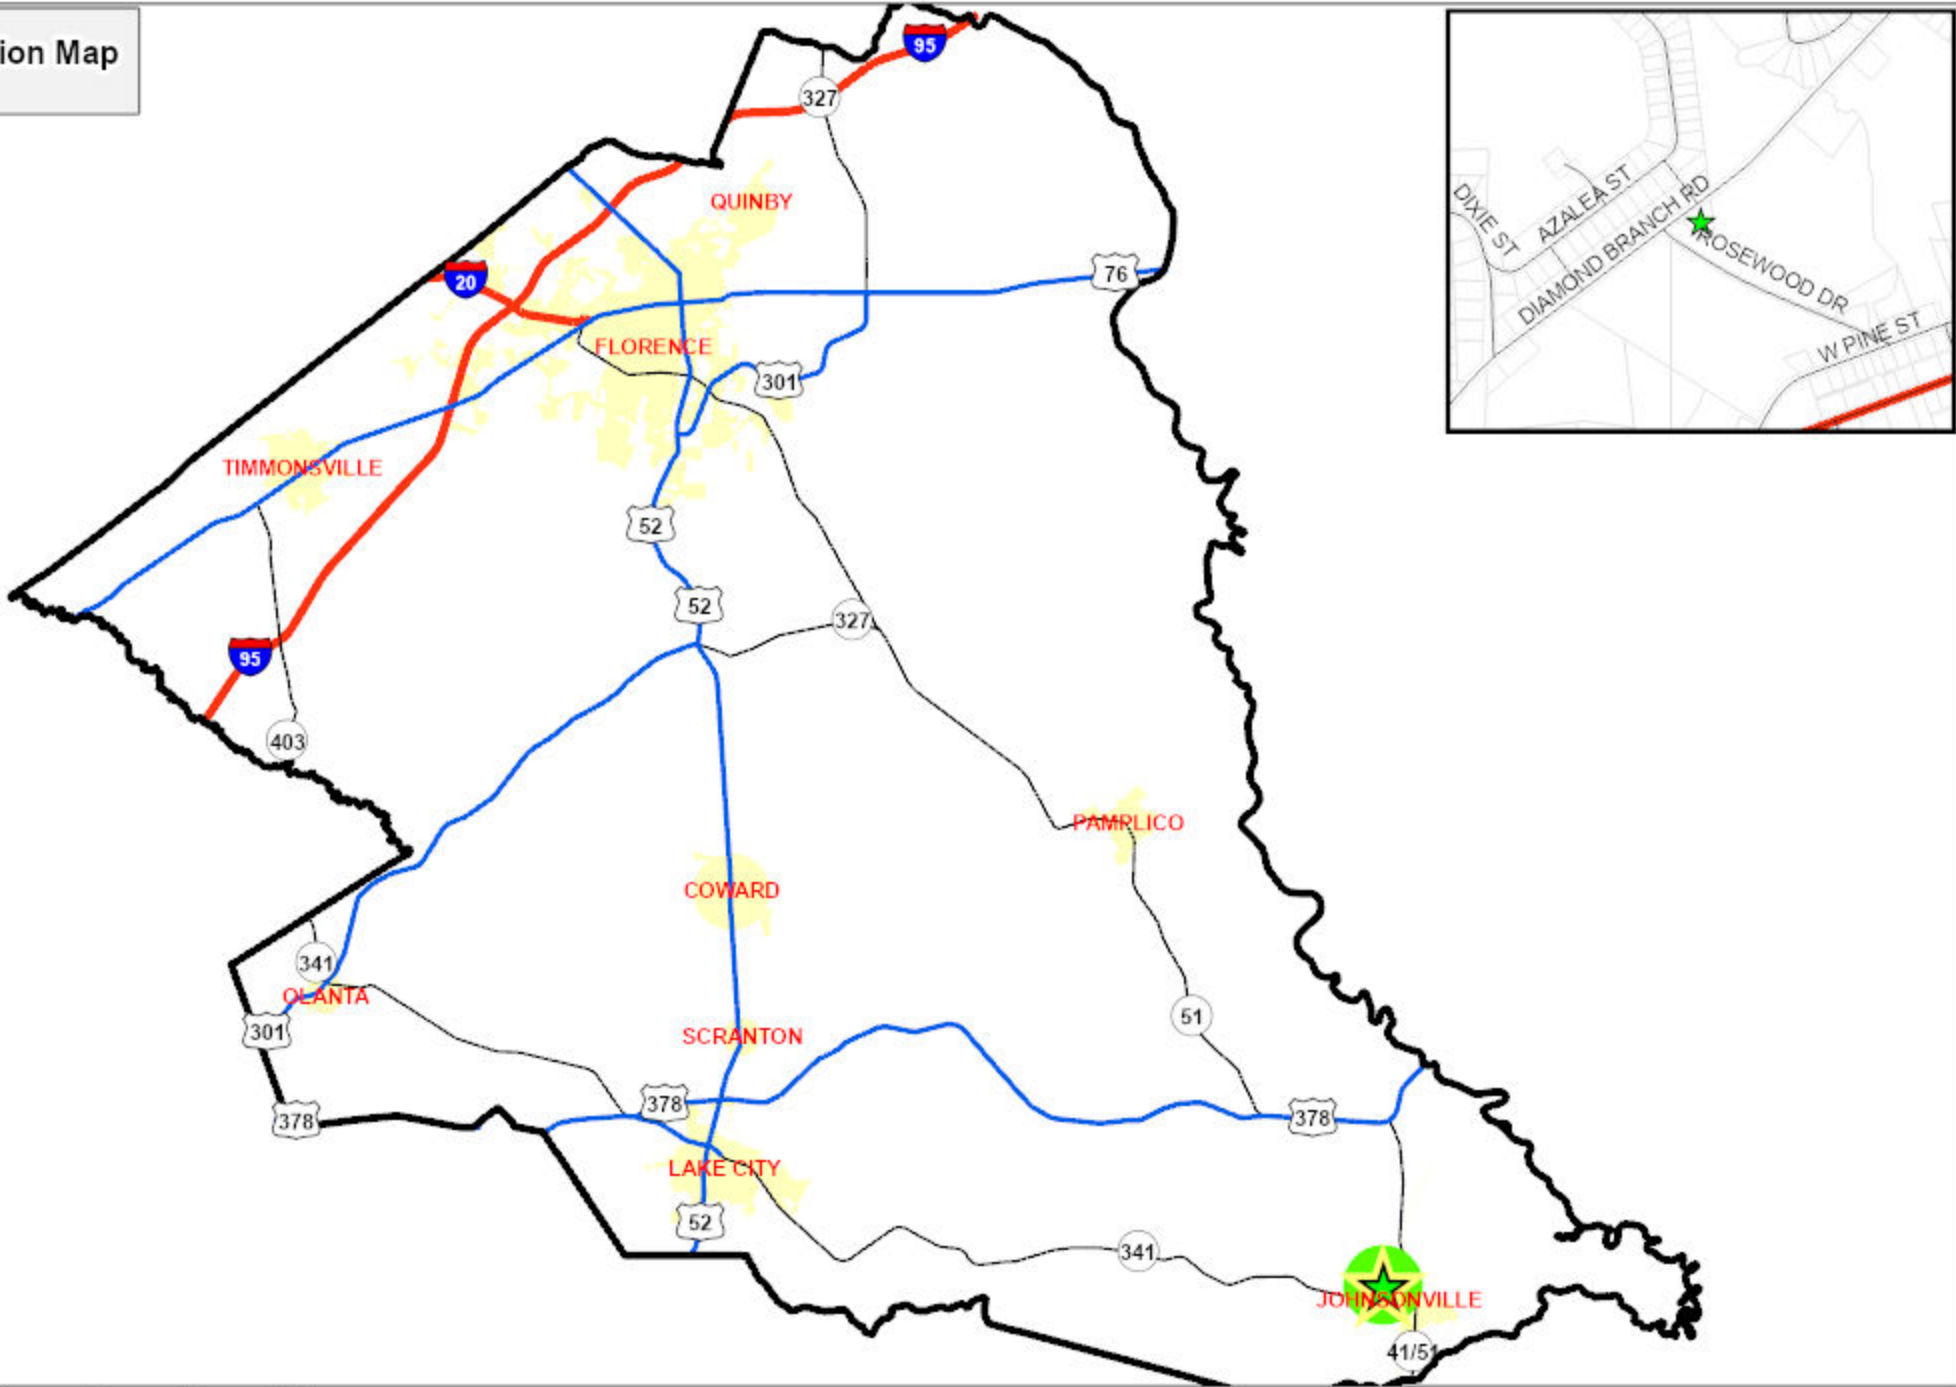 ion Map
95
327
QUINBY
20
76
FLORENCE
301
TIMMONSVILLE
52
52
327
95
403
PAMPLICO
COWARD
341
OLANTA
301
51
SCRANTON
378
378
378
LAKE CITY
52
341
JOHNSONVILLE
41/51
DIXIE ST
AZALEA ST
DIAMOND BRANCH RD
ROSEWOOD DR
W PINE ST